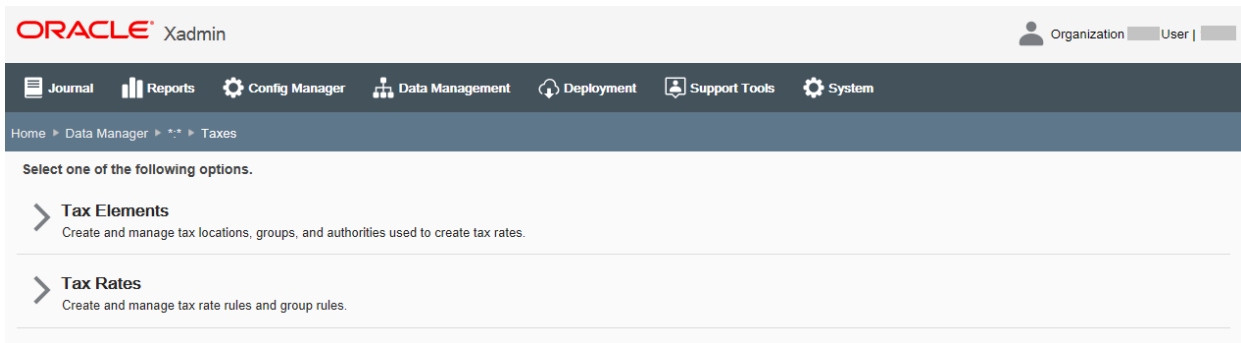 ORACLE Xadmin
Organization User |
Journal Reports Config Manager Data Management Deployment Support Tools System
Home ▸ Data Manager ▸ *:* ▸ Taxes
Select one of the following options.
Tax Elements
Create and manage tax locations, groups, and authorities used to create tax rates.
Tax Rates
Create and manage tax rate rules and group rules.